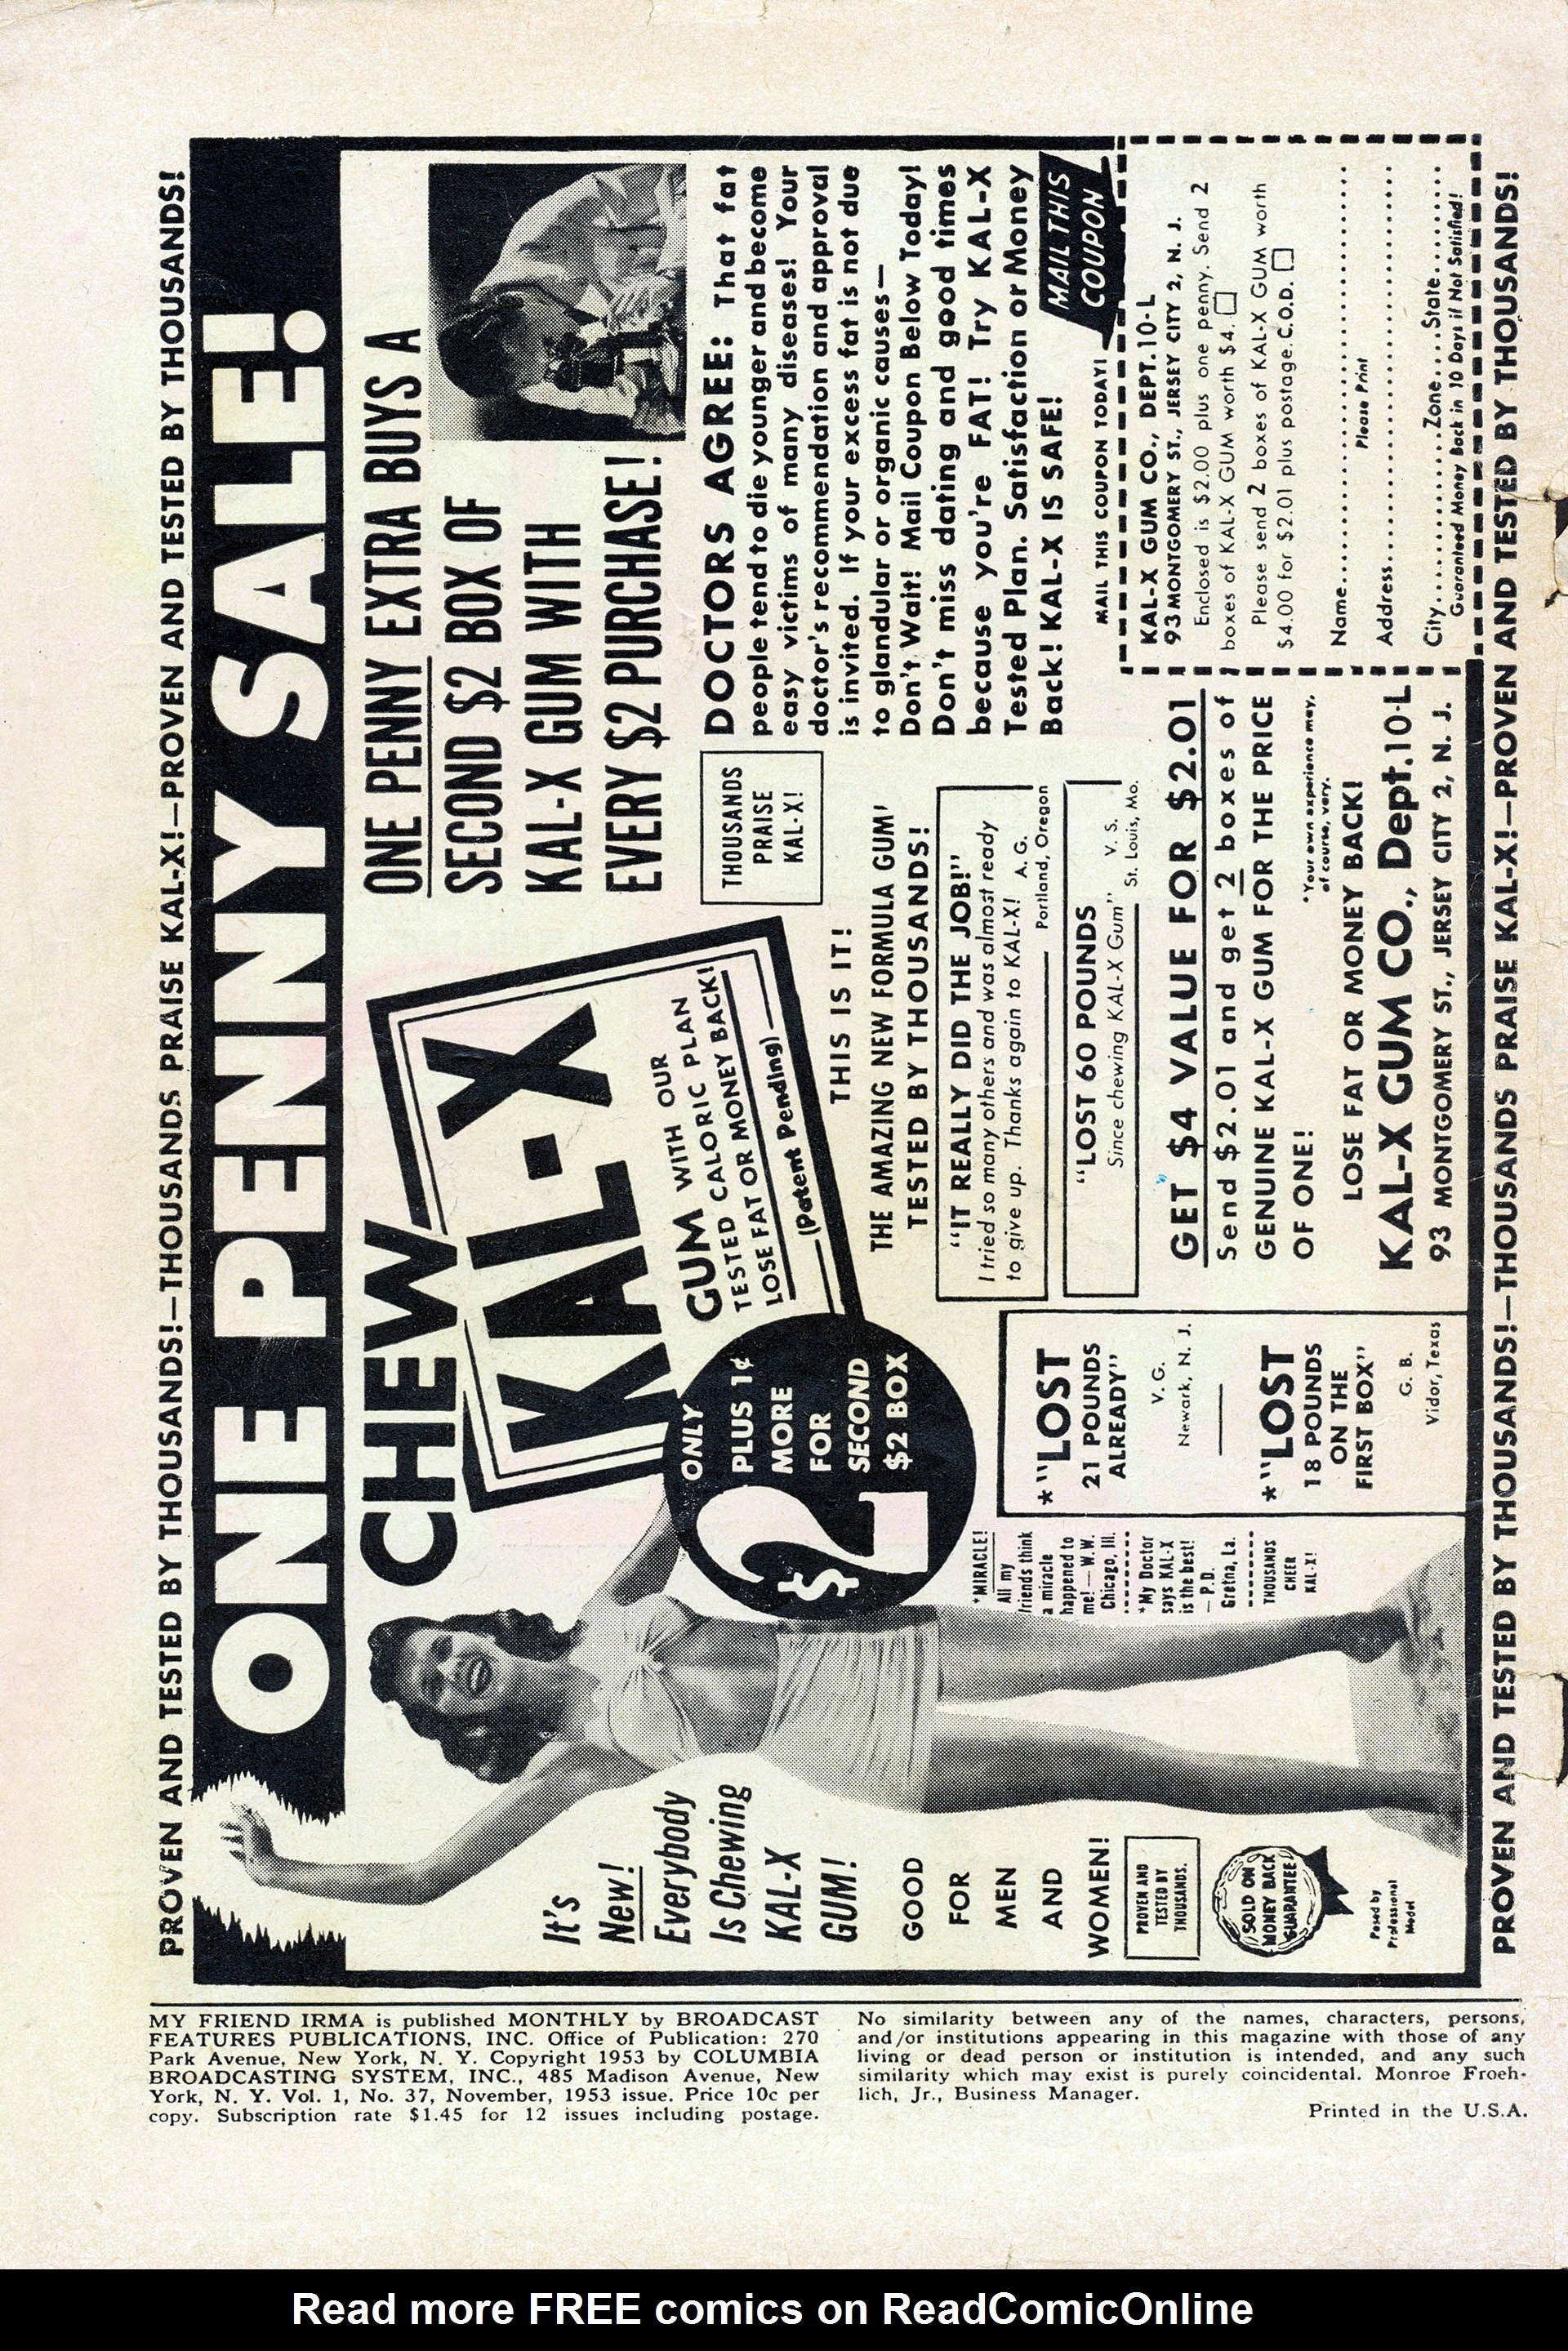 PROVEN AND TESTED BY THOUSANDS!—THOUSANDS PRAISE KAL-X!—PROVEN AND TESTED BY THOUSANDS!
ONE PENNY SALE!
CHEW
KAL-X
GUM WITH OUR
TESTED CALORIC PLAN
LOSE FAT OR MONEY BACK!
(Patent Pending)
ONE PENNY EXTRA BUYS A
SECOND $2 BOX OF
KAL-X GUM WITH
EVERY $2 PURCHASE!
It's
New!
Everybody
Is Chewing
KAL-X
GUM!
GOOD
FOR
MEN
AND
WOMEN!
PROVEN AND
TESTED BY
THOUSANDS.
SOLD ON
MONEY BACK
GUARANTEE
Posed by
Professional
Model
ONLY
$2
PLUS 1¢
MORE
FOR
SECOND
$2 BOX
*MIRACLE!
All my
friends think
a miracle
happened to
me! — W.W.
Chicago, Ill.
*My Doctor
says KAL-X
is the best!
— P.D.
Gretna, La.
THOUSANDS
CHEER
KAL-X!
*"LOST
21 POUNDS
ALREADY"
V. G.
Newark, N. J.
*"LOST
18 POUNDS
ON THE
FIRST BOX"
G. B.
Vidor, Texas
THIS IS IT!
THE AMAZING NEW FORMULA GUM'
TESTED BY THOUSANDS!
"IT REALLY DID THE JOB!"
I tried so many others and was almost ready
to give up. Thanks again to KAL-X! A.G.
Portland, Oregon
"LOST 60 POUNDS
Since chewing KAL-X Gum" V. S.
St. Louis, Mo.
GET $4 VALUE FOR $2.01
Send $2.01 and get 2 boxes of
GENUINE KAL-X GUM FOR THE PRICE
OF ONE!
*Your own experience may,
of course, vary.
LOSE FAT OR MONEY BACK!
KAL-X GUM CO., Dept.10-L
93 MONTGOMERY ST., JERSEY CITY 2, N. J.
THOUSANDS
PRAISE
KAL-X!
DOCTORS AGREE: That fat
people tend to die younger and become
easy victims of many diseases! Your
doctor's recommendation and approval
is invited. If your excess fat is not due
to glandular or organic causes—
Don't Wait! Mail Coupon Below Today!
Don't miss dating and good times
because you're FAT! Try KAL-X
Tested Plan. Satisfaction or Money
Back! KAL-X IS SAFE!
MAIL THIS
COUPON
MAIL THIS COUPON TODAY!
KAL-X GUM CO., DEPT.10-L
93 MONTGOMERY ST., JERSEY CITY 2, N. J.
Enclosed is $2.00 plus one penny. Send 2
boxes of KAL-X GUM worth $4.
Please send 2 boxes of KAL-X GUM worth
$4.00 for $2.01 plus postage.C.O.D.
Name
Please Print
Address
City Zone State
Guaranteed Money Back in 10 Days if Not Satisfied!
PROVEN AND TESTED BY THOUSANDS!—THOUSANDS PRAISE KAL-X!—PROVEN AND TESTED BY THOUSANDS!
MY FRIEND IRMA is published MONTHLY by BROADCAST
FEATURES PUBLICATIONS, INC. Office of Publication: 270
Park Avenue, New York, N. Y. Copyright 1953 by COLUMBIA
BROADCASTING SYSTEM, INC., 485 Madison Avenue, New
York, N. Y. Vol. 1, No. 37, November, 1953 issue. Price 10c per
copy. Subscription rate $1.45 for 12 issues including postage.
No similarity between any of the names, characters, persons,
and/or institutions appearing in this magazine with those of any
living or dead person or institution is intended, and any such
similarity which may exist is purely coincidental. Monroe Froeh-
lich, Jr., Business Manager.
Printed in the U.S.A.
Read more FREE comics on ReadComicOnline